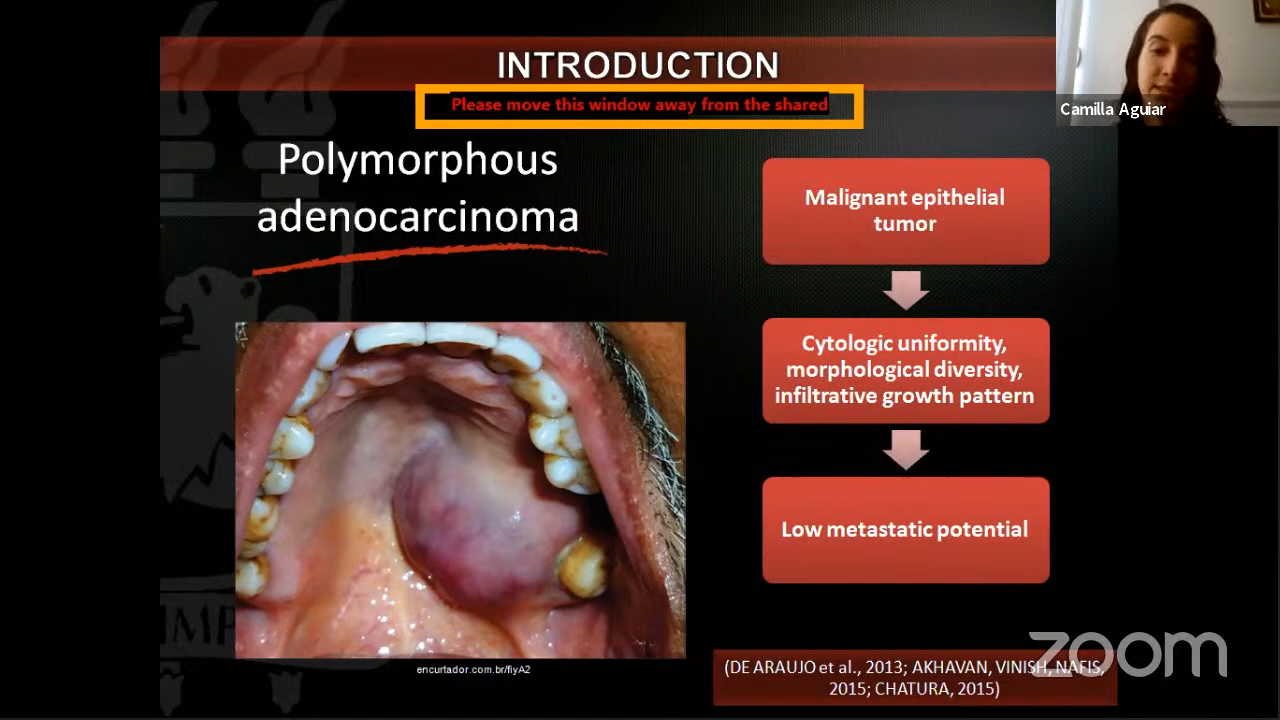 INTRODUCTION
Please move this window away from the shared
Camilla Aguiar
Polymorphous
adenocarcinoma
Malignant epithelial
tumor
Cytologic uniformity,
morphological diversity,
infiltrative growth pattern
Low metastatic potential
encurtador.com.br/fiyA2
(DE ARAUJO et al., 2013; AKHAVAN, VINISH, NAFIS,
2015; CHATURA, 2015)
zoom
IMP